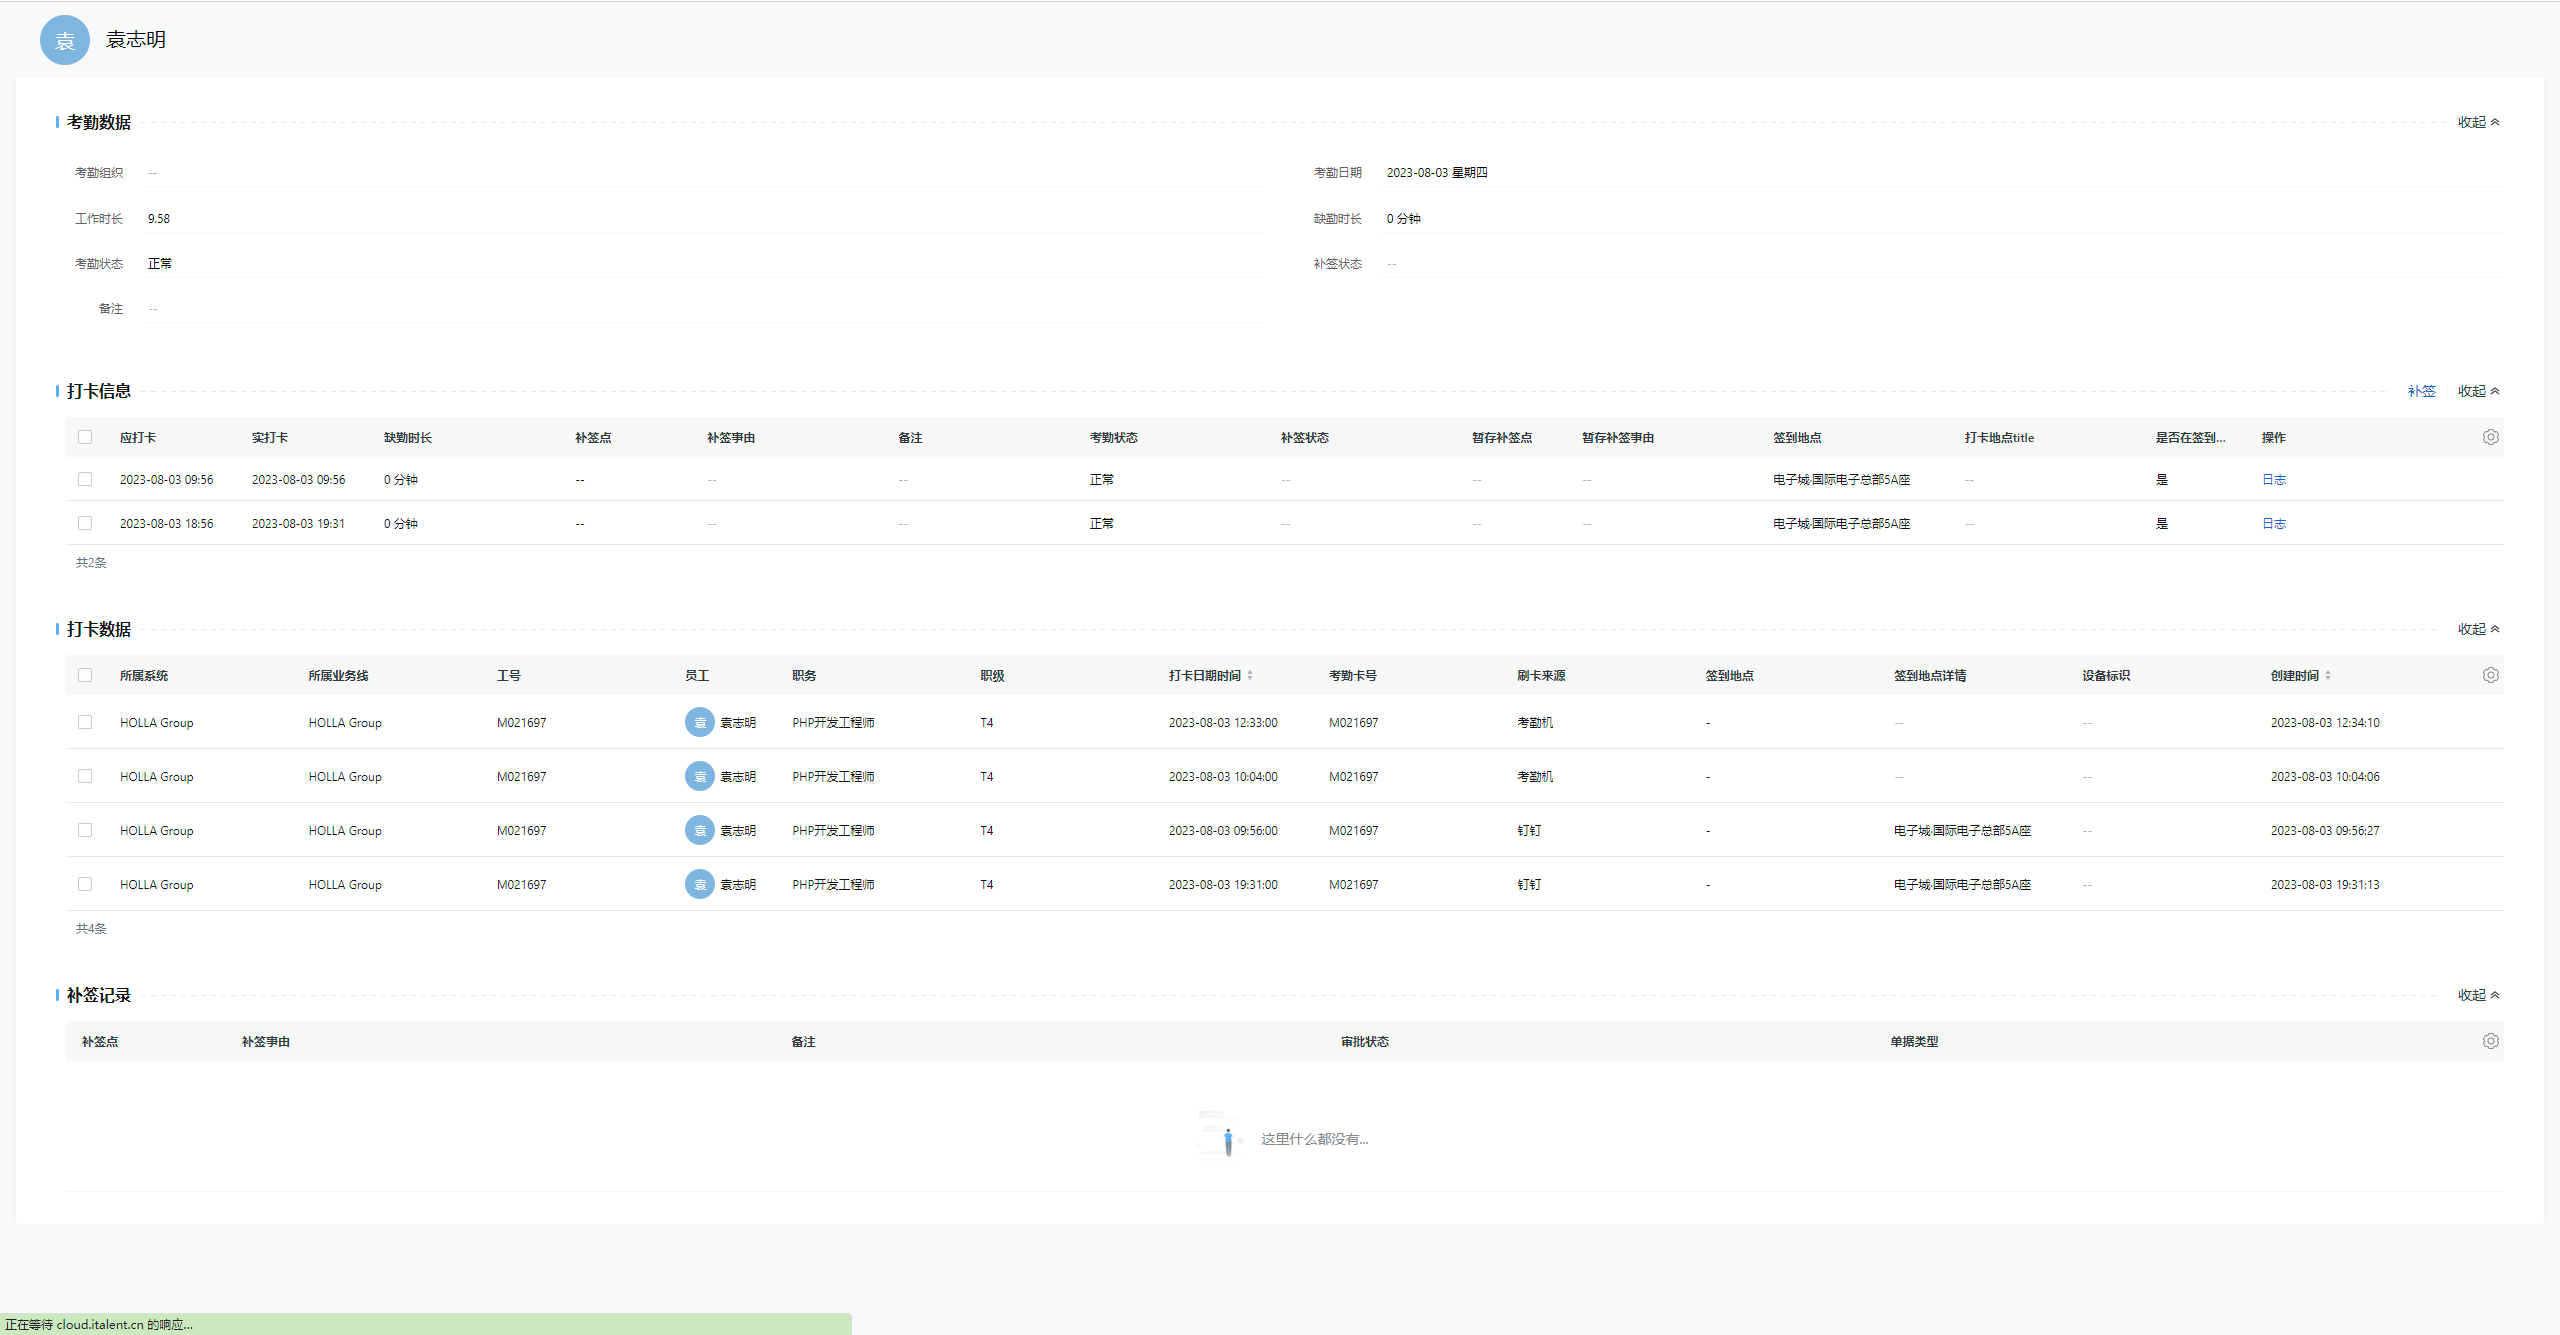 袁 袁志明
考勤数据 收起
考勤组织 -- 考勤日期 2023-08-03 星期四
工作时长 9.58 缺勤时长 0 分钟
考勤状态 正常 补签状态 --
备注 --
打卡信息 补签 收起
应打卡 实打卡 缺勤时长 补签点 补签事由 备注 考勤状态 补签状态 暂存补签点 暂存补签事由 签到地点 打卡地点title 是否在签到... 操作
2023-08-03 09:56 2023-08-03 09:56 0 分钟 -- -- -- 正常 -- -- -- 电子城·国际电子总部5A座 -- 是 日志
2023-08-03 18:56 2023-08-03 19:31 0 分钟 -- -- -- 正常 -- -- -- 电子城·国际电子总部5A座 -- 是 日志
共2条
打卡数据 收起
所属系统 所属业务线 工号 员工 职务 职级 打卡日期时间 考勤卡号 刷卡来源 签到地点 签到地点详情 设备标识 创建时间
HOLLA Group HOLLA Group M021697 袁 袁志明 PHP开发工程师 T4 2023-08-03 12:33:00 M021697 考勤机 - -- -- 2023-08-03 12:34:10
HOLLA Group HOLLA Group M021697 袁 袁志明 PHP开发工程师 T4 2023-08-03 10:04:00 M021697 考勤机 - -- -- 2023-08-03 10:04:06
HOLLA Group HOLLA Group M021697 袁 袁志明 PHP开发工程师 T4 2023-08-03 09:56:00 M021697 钉钉 - 电子城·国际电子总部5A座 -- 2023-08-03 09:56:27
HOLLA Group HOLLA Group M021697 袁 袁志明 PHP开发工程师 T4 2023-08-03 19:31:00 M021697 钉钉 - 电子城·国际电子总部5A座 -- 2023-08-03 19:31:13
共4条
补签记录 收起
补签点 补签事由 备注 审批状态 单据类型
这里什么都没有...
正在等待 cloud.italent.cn 的响应...